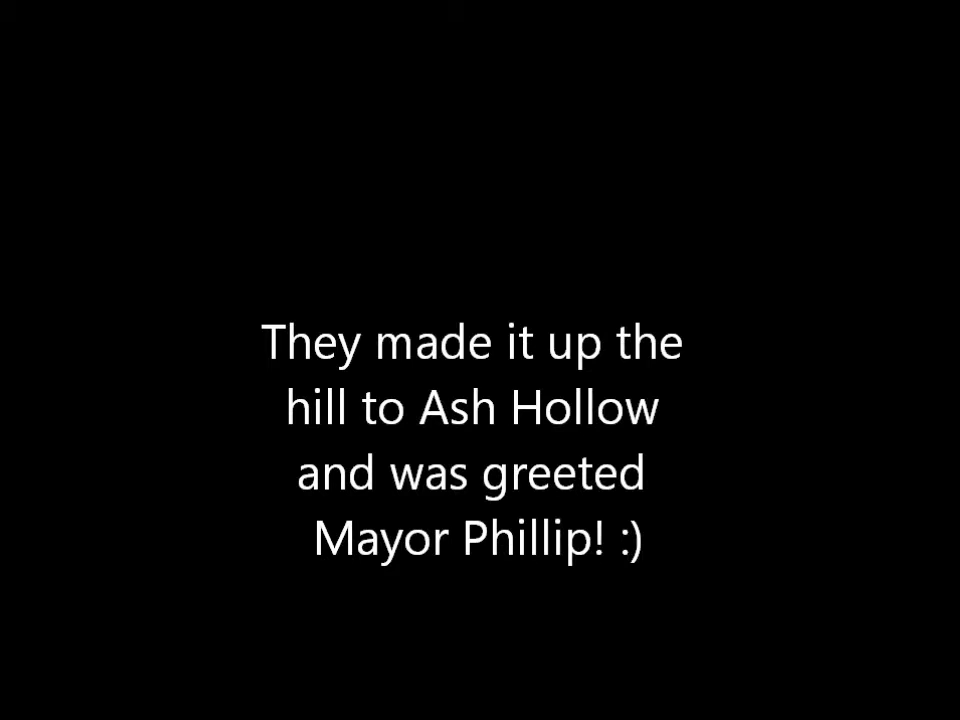 They made it up the
hill to Ash Hollow
and was greeted
Mayor Phillip! :)